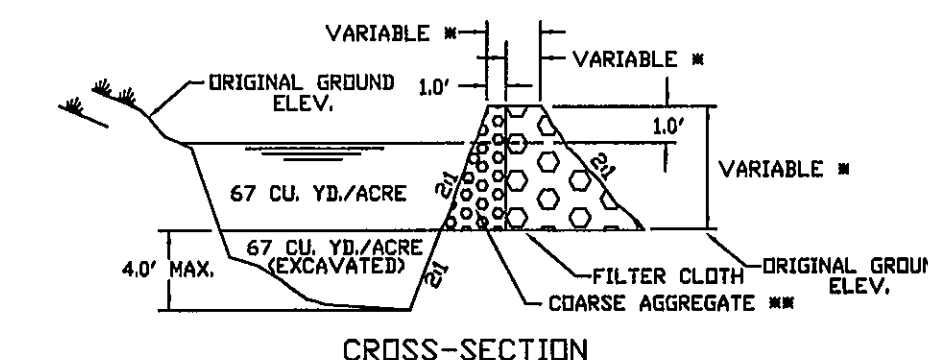 VARIABLE *
VARIABLE *
ORIGINAL GROUND
ELEV.
1.0'
1.0'
VARIABLE *
67 CU. YD./ACRE
2:1
2:1
67 CU. YD./ACRE
(EXCAVATED)
2:1
4.0' MAX.
FILTER CLOTH
ORIGINAL GROUN
ELEV.
COARSE AGGREGATE **
CROSS-SECTION